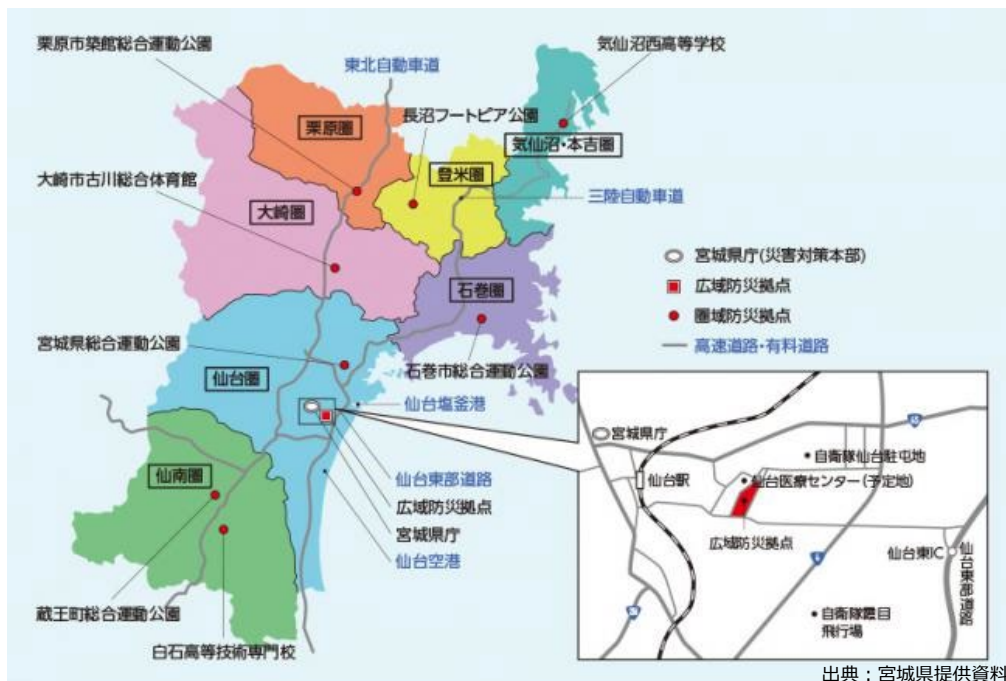 栗原市築館総合運動公園
気仙沼西高等学校
東北自動車道
長沼フートピア公園
栗原圏
気仙沼・本吉圏
登米圏
大崎市古川総合体育館
三陸自動車道
大崎圏
宮城県庁(災害対策本部)
広域防災拠点
石巻圏
圏域防災拠点
高速道路・有料道路
宮城県総合運動公園
石巻市総合運動公園
仙台圏
仙台塩釜港
宮城県庁
自衛隊仙台駐屯地
仙台駅
仙台医療センター(予定地)
仙南圏
仙台東部道路
広域防災拠点
宮城県庁
仙台空港
広域防災拠点
仙台東IC
仙台東部道路
蔵王町総合運動公園
自衛隊霞目
飛行場
白石高等技術専門校
出典：宮城県提供資料